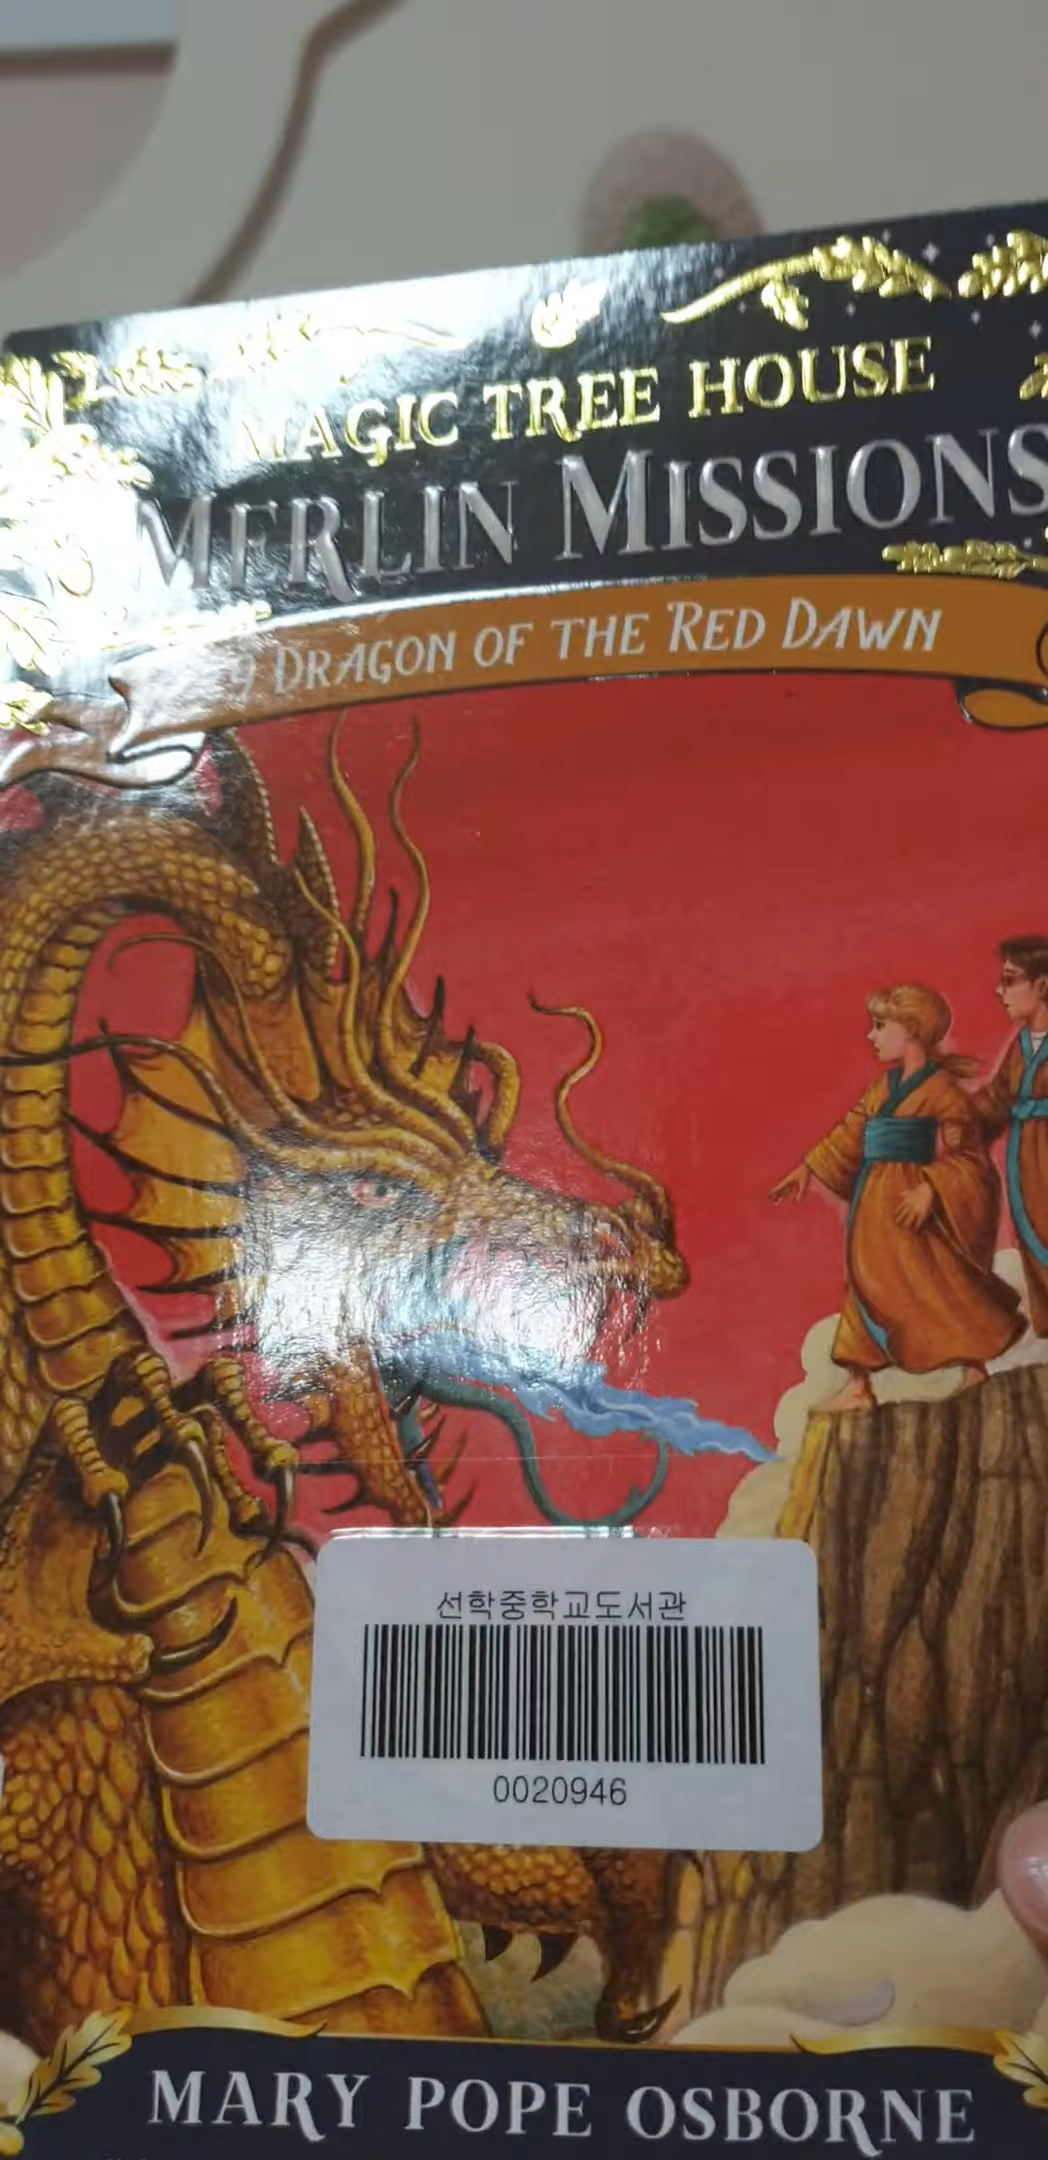 MAGIC TREE HOUSE
MERLIN MISSIONS
9 DRAGON OF THE RED DAWN
선학중학교도서관
0020946
MARY POPE OSBORNE